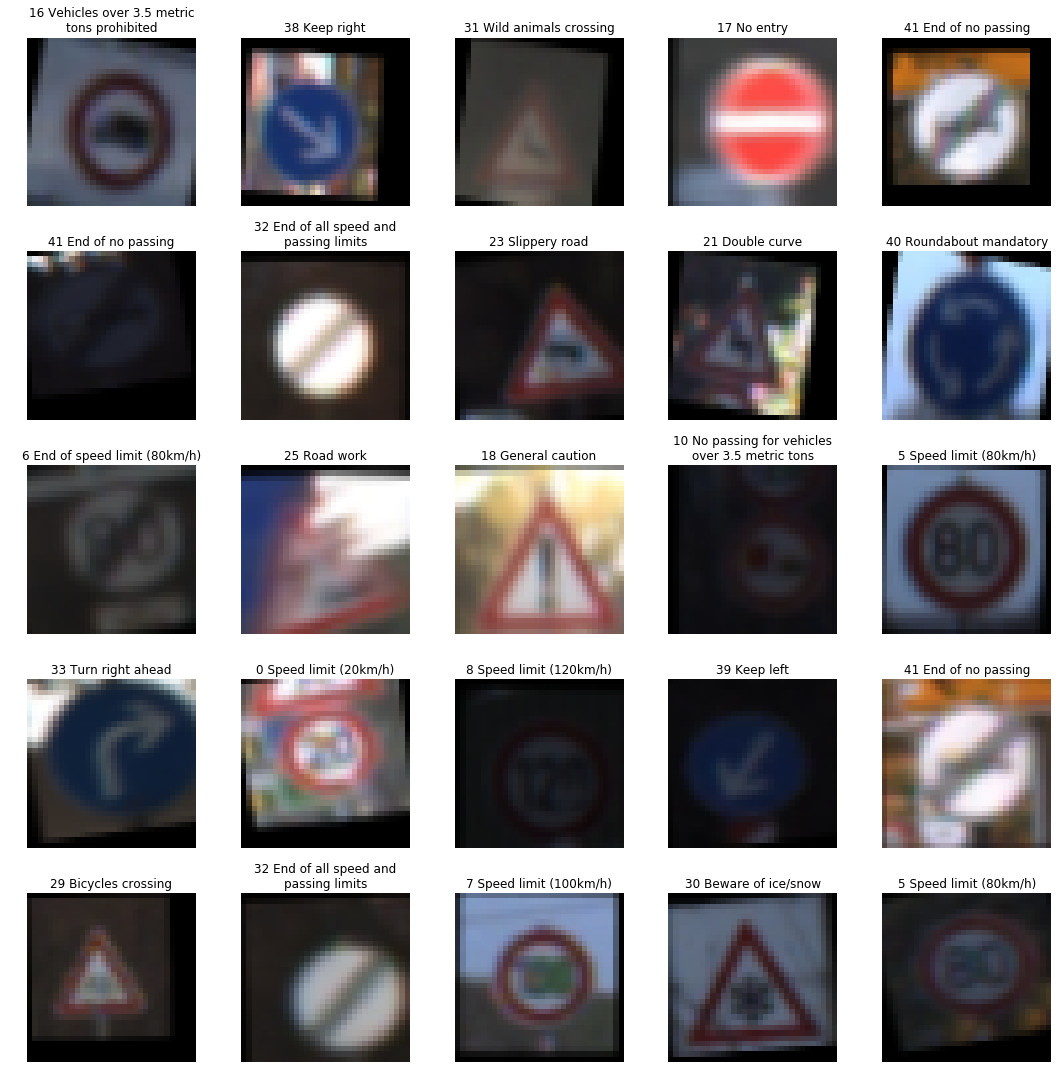 16 Vehicles over 3.5 metric
tons prohibited
38 Keep right
31 Wild animals crossing
17 No entry
41 End of no passing
41 End of no passing
32 End of all speed and
passing limits
23 Slippery road
21 Double curve
40 Roundabout mandatory
6 End of speed limit (80km/h)
25 Road work
18 General caution
10 No passing for vehicles
over 3.5 metric tons
5 Speed limit (80km/h)
80
80
33 Turn right ahead
0 Speed limit (20km/h)
8 Speed limit (120km/h)
39 Keep left
41 End of no passing
120
29 Bicycles crossing
32 End of all speed and
passing limits
7 Speed limit (100km/h)
30 Beware of ice/snow
5 Speed limit (80km/h)
80